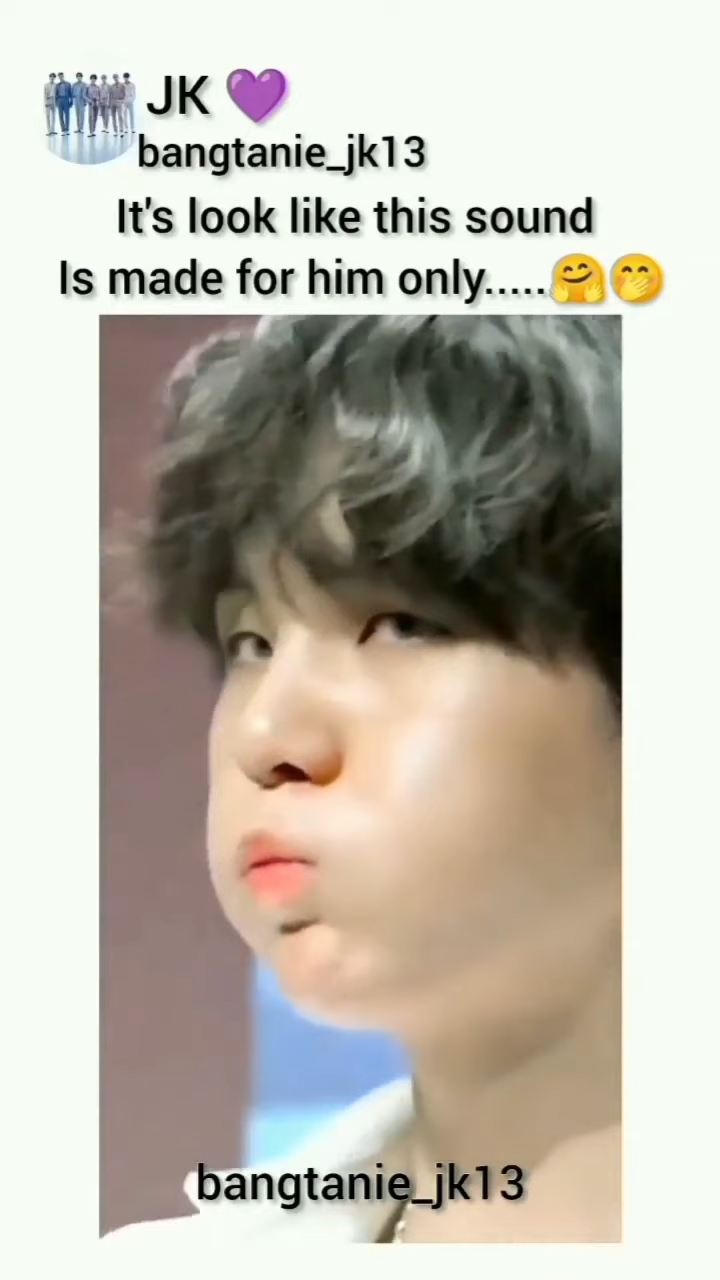 JK 💜
bangtanie_jk13
It's look like this sound
Is made for him only.....🤗🤭
bangtanie_jk13